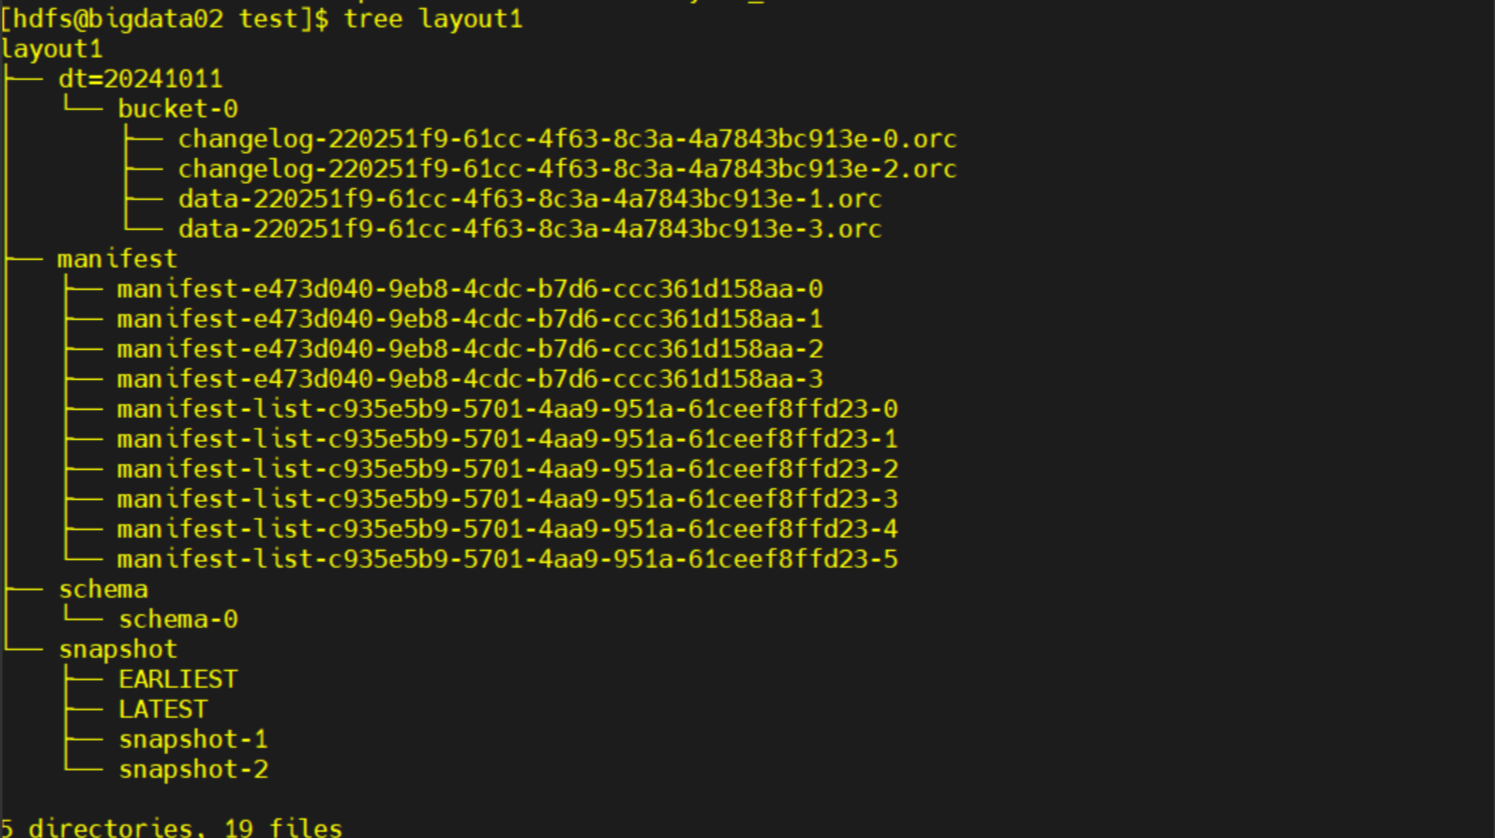 [hdfs@bigdata02 test]$ tree layout1
layout1
├── dt=20241011
│   └── bucket-0
│       ├── changelog-220251f9-61cc-4f63-8c3a-4a7843bc913e-0.orc
│       ├── changelog-220251f9-61cc-4f63-8c3a-4a7843bc913e-2.orc
│       ├── data-220251f9-61cc-4f63-8c3a-4a7843bc913e-1.orc
│       └── data-220251f9-61cc-4f63-8c3a-4a7843bc913e-3.orc
├── manifest
│   ├── manifest-e473d040-9eb8-4cdc-b7d6-ccc361d158aa-0
│   ├── manifest-e473d040-9eb8-4cdc-b7d6-ccc361d158aa-1
│   ├── manifest-e473d040-9eb8-4cdc-b7d6-ccc361d158aa-2
│   ├── manifest-e473d040-9eb8-4cdc-b7d6-ccc361d158aa-3
│   ├── manifest-list-c935e5b9-5701-4aa9-951a-61ceef8ffd23-0
│   ├── manifest-list-c935e5b9-5701-4aa9-951a-61ceef8ffd23-1
│   ├── manifest-list-c935e5b9-5701-4aa9-951a-61ceef8ffd23-2
│   ├── manifest-list-c935e5b9-5701-4aa9-951a-61ceef8ffd23-3
│   ├── manifest-list-c935e5b9-5701-4aa9-951a-61ceef8ffd23-4
│   └── manifest-list-c935e5b9-5701-4aa9-951a-61ceef8ffd23-5
├── schema
│   └── schema-0
└── snapshot
    ├── EARLIEST
    ├── LATEST
    ├── snapshot-1
    └── snapshot-2
5 directories, 19 files